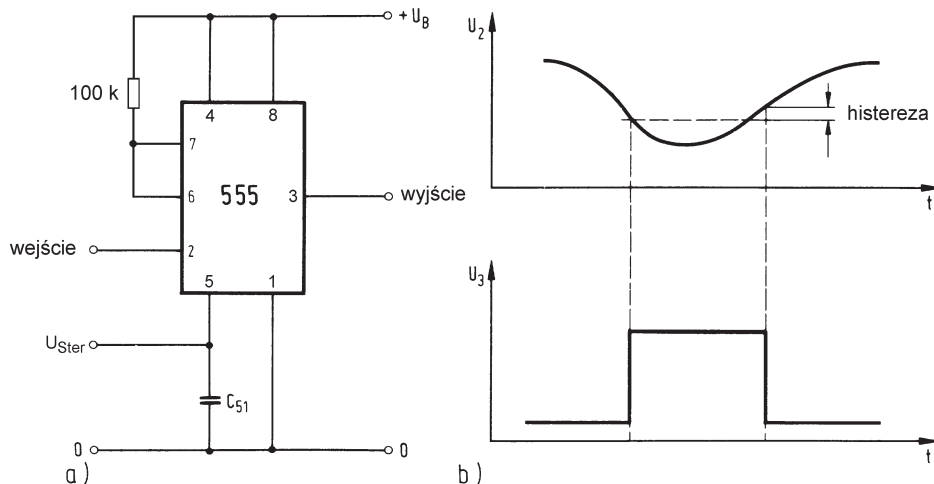 + U_B
100 k
4 8
7
6 555 3 wyjście
wejście 2
5 1
U_Ster
C_51
0 0
a)
U_2
histereza
t
U_3
b) t